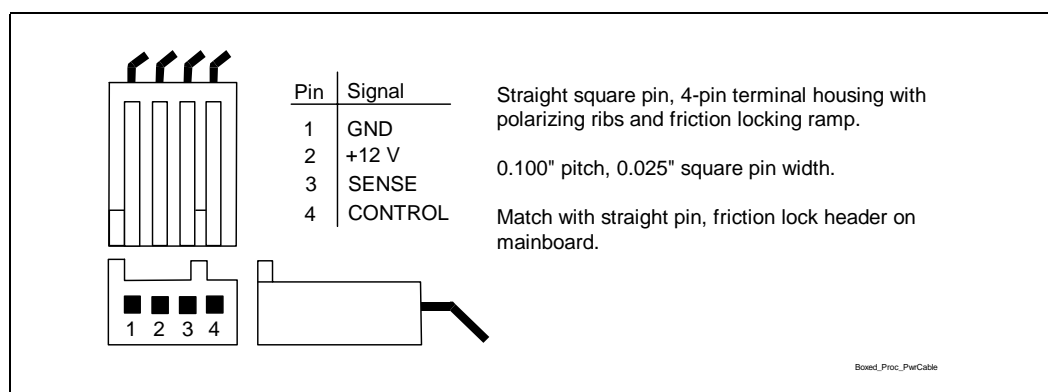 Pin Signal
1 GND
2 +12 V
3 SENSE
4 CONTROL
Straight square pin, 4-pin terminal housing with
polarizing ribs and friction locking ramp.
0.100" pitch, 0.025" square pin width.
Match with straight pin, friction lock header on
mainboard.
1 2 3 4
Boxed_Proc_PwrCable